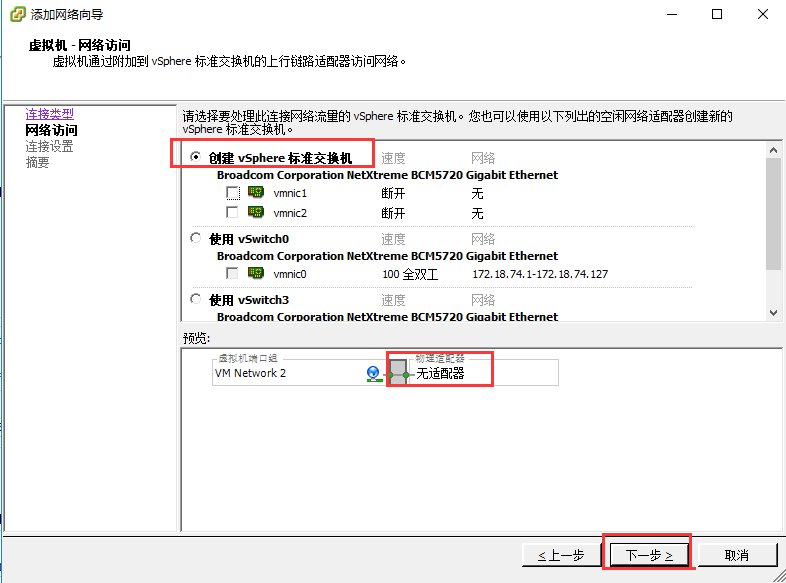 添加网络向导
虚拟机 - 网络访问
虚拟机通过附加到 vSphere 标准交换机的上行链路适配器访问网络。
连接类型
网络访问
连接设置
摘要
请选择要处理此连接网络流量的 vSphere 标准交换机。您也可以使用以下列出的空闲网络适配器创建新的
vSphere 标准交换机。
创建 vSphere 标准交换机 速度 网络
Broadcom Corporation NetXtreme BCM5720 Gigabit Ethernet
vmnic1 断开 无
vmnic2 断开 无
使用 vSwitch0 速度 网络
Broadcom Corporation NetXtreme BCM5720 Gigabit Ethernet
vmnic0 100 全双工 172.18.74.1-172.18.74.127
使用 vSwitch3 速度 网络
Broadcom Corporation NetXtreme BCM5720 Gigabit Ethernet
预览:
虚拟机端口组 物理适配器
VM Network 2 无适配器
< 上一步 下一步 > 取消